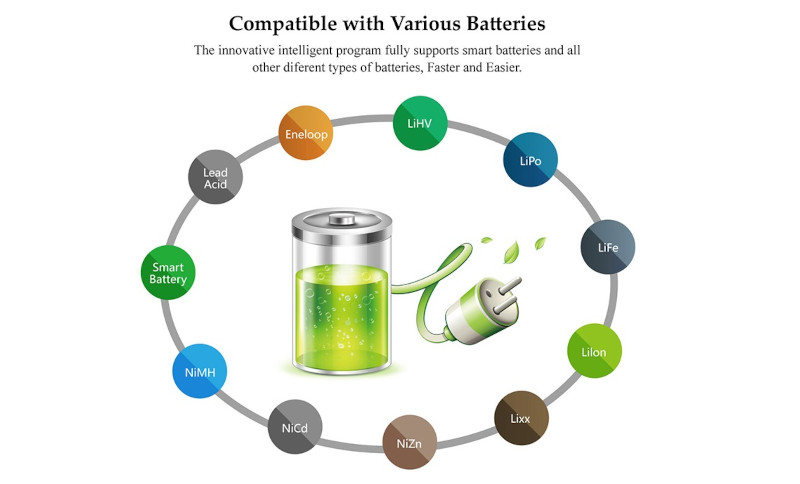 Compatible with Various Batteries
The innovative intelligent program fully supports smart batteries and all
other diferent types of batteries, Faster and Easier.
LiHV
Eneloop
LiPo
Lead
Acid
LiFe
Smart
Battery
LiIon
NiMH
Lixx
NiCd
NiZn